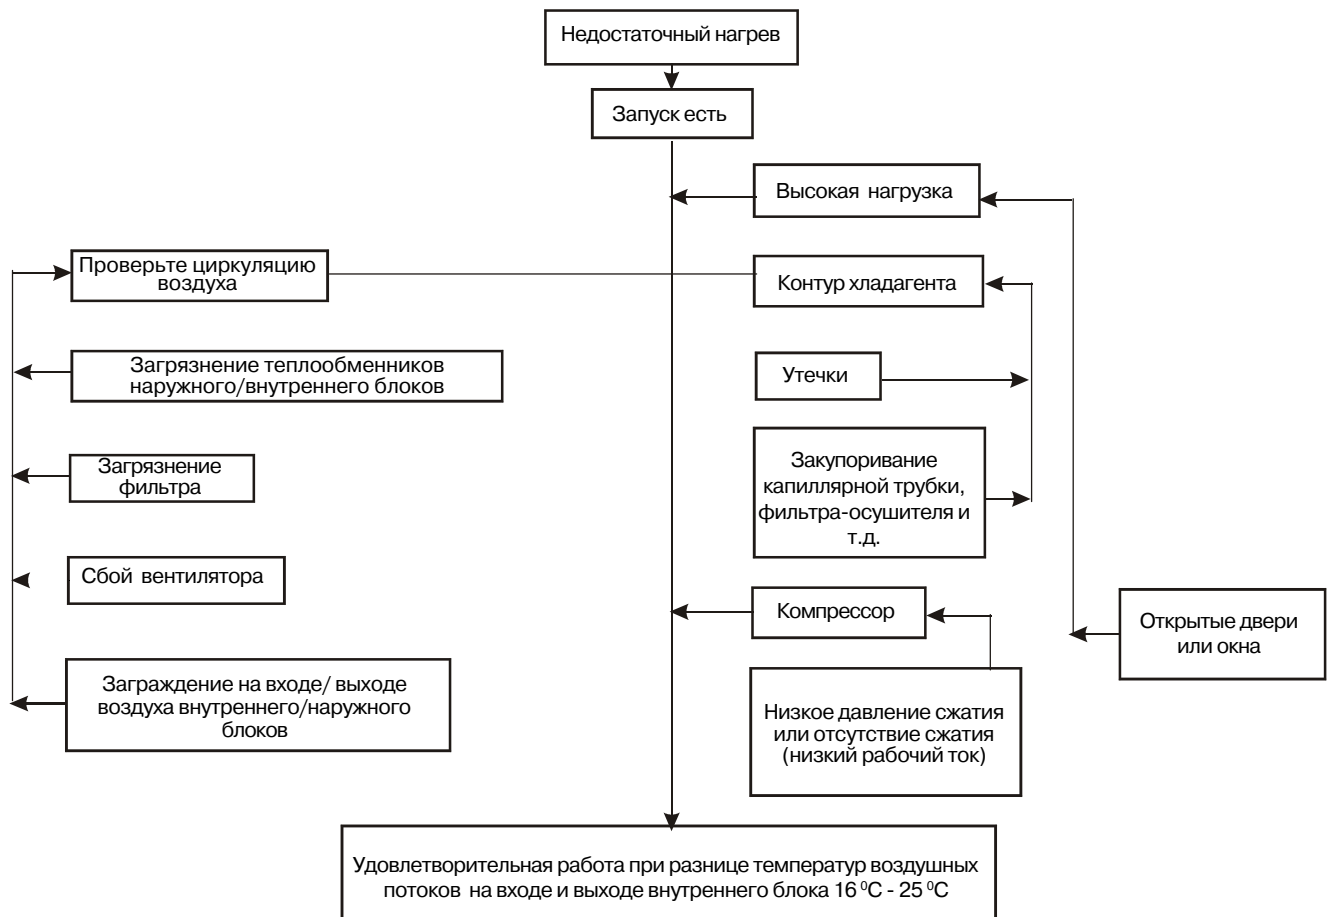 Недостаточный нагрев
Запуск есть
Высокая нагрузка
Проверьте циркуляцию
воздуха
Контур хладагента
Загрязнение теплообменников
наружного/внутреннего блоков
Утечки
Загрязнение
фильтра
Закупоривание
капиллярной трубки,
фильтра-осушителя и
т.д.
Сбой вентилятора
Компрессор
Открытые двери
или окна
Заграждение на входе/ выходе
воздуха внутреннего/наружного
блоков
Низкое давление сжатия
или отсутствие сжатия
(низкий рабочий ток)
Удовлетворительная работа при разнице температур воздушных
потоков на входе и выходе внутреннего блока 16 ⁰C - 25 ⁰C